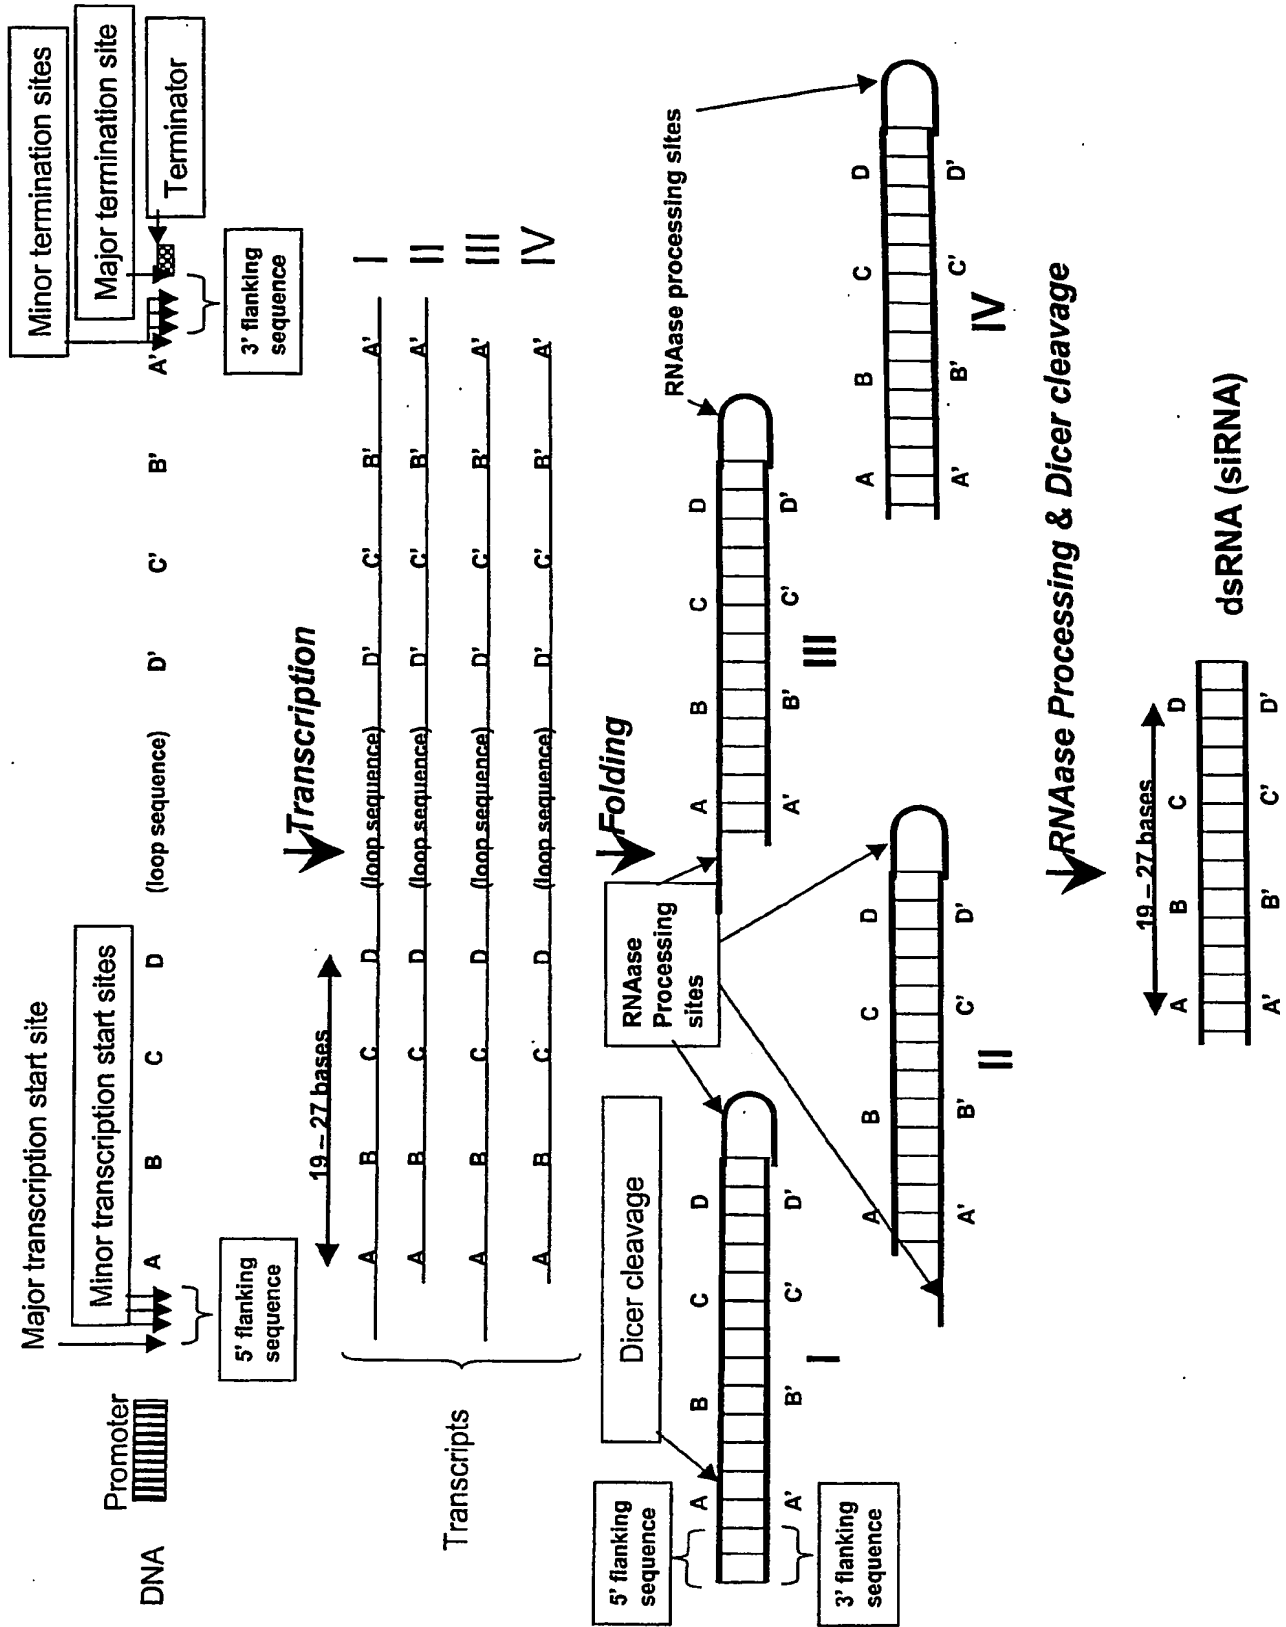 Major transcription start site
Minor transcription start sites
Minor termination sites
Major termination site
Terminator
Promoter
DNA
A B C D (loop sequence) D' C' B' A'
5' flanking
sequence
3' flanking
sequence
Transcription
19 – 27 bases
Transcripts
A B C D (loop sequence) D' C' B' A' I
A B C D (loop sequence) D' C' B' A' II
A B C D (loop sequence) D' C' B' A' III
A B C D (loop sequence) D' C' B' A' IV
Folding
Dicer cleavage
RNAase
Processing
sites
RNAase processing sites
5' flanking
sequence
A B C D
A' B' C' D'
3' flanking
sequence
I
A B C D
A' B' C' D'
III
A B C D
A' B' C' D'
II
A B C D
A' B' C' D'
IV
RNAase Processing & Dicer cleavage
19 – 27 bases
A B C D
A' B' C' D'
dsRNA (siRNA)